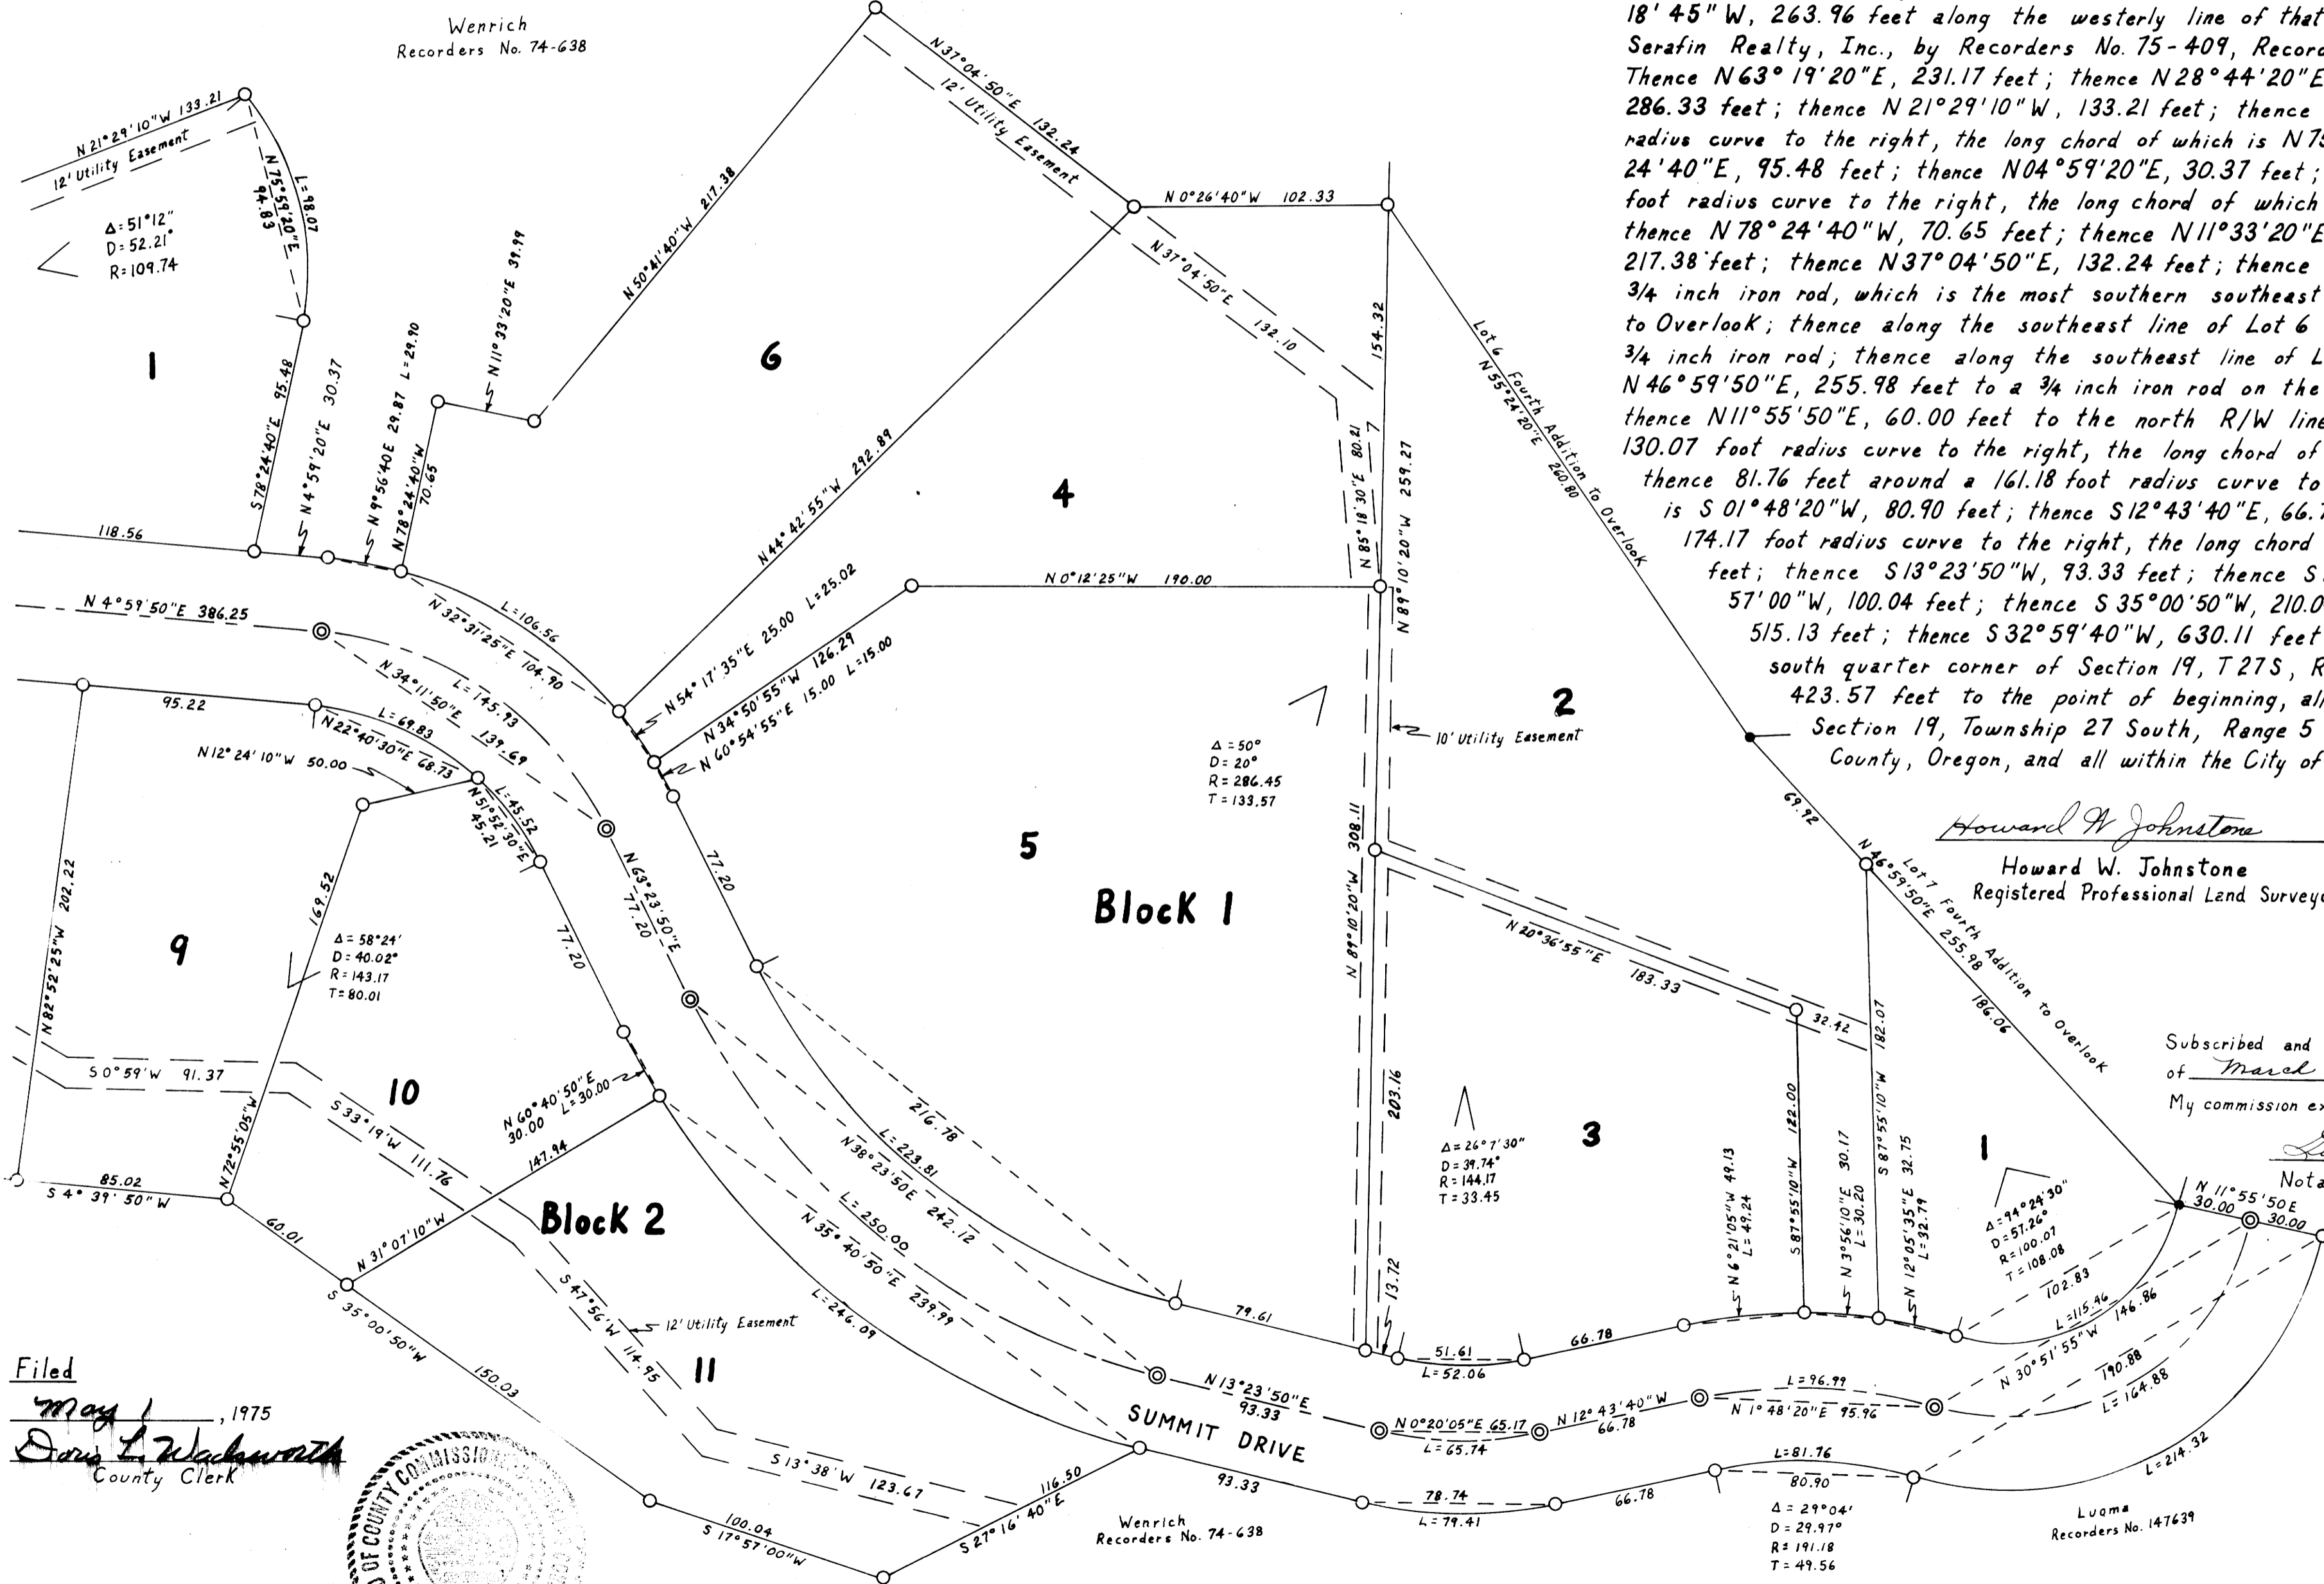 Wenrich
Recorders No. 74-638
N 21°29'10"W 133.21
12' Utility Easement
L=98.07
N 75°59'20"E
94.83
Δ=51°12"
D=52.21°
R=109.74
1
S 78°24'40"E 95.48
N 4°59'20"E 30.37
N 9°56'40E 29.87 L=29.90
N 78°24'40"W
70.65
N 11°33'20"E 39.99
N 50°41'40"W 217.38
N 37°04'50"E 132.24
12' Utility Easement
N 0°26'40"W 102.33
N 37°04'50"E 132.10
6
N 44°42'55"W 292.89
4
154.32
N 85°18'30"E 80.21
7
N 89°10'20"W 259.27
Lot 6 Fourth Addition to Overlook
N 55°24'20"E 260.80
118.56
N 4°59'50"E 386.25
L=106.56
N 32°31'25"E 104.90
N 54°17'35"E 25.00 L=25.02
N 34°50'55"W 126.29
N 60°54'55"E 15.00 L=15.00
N 0°12'25"W 190.00
L=145.93
N 34°11'50"E 139.69
95.22
L=69.83
N 22°40'30"E 68.73
N 12°24'10"W 50.00
L=45.52
N 51°52'30"E
45.21
N 63°23'50"E
77.20
77.20
77.20
5
Block 1
Δ=50°
D=20°
R=286.45
T=133.57
10' Utility Easement
2
N 89°10'20"W 308.11
69.92
N 46°59'50"E 255.98
Lot 7 Fourth Addition to Overlook
186.06
N 20°36'55"E 183.33
32.42
N 82°52'25"W 202.22
9
169.52
N 72°55'05"W
Δ=58°24'
D=40.02°
R=143.17
T=80.01
S 0°59'W 91.37
10
S 33°19'W 111.76
N 60°40'50"E
30.00 L=30.00
147.94
N 31°07'10"W
85.02
S 4°39'50"W
60.01
Block 2
S 35°00'50"W
150.03
S 47°56'W 114.95
12' Utility Easement
11
216.78
L=223.81
N 38°23'50E 242.12
L=250.00
N 35°40'50"E 239.99
L=246.09
79.61
203.16
13.72
3
Δ=26°7'30"
D=39.74°
R=144.17
T=33.45
N 6°21'05"W 49.13
L=49.24
S 87°55'10"W 122.00
N 3°56'10"E 30.17
L=30.20
S 87°55'10"W 182.07
N 12°05'35"E 32.75
L=32.79
1
Δ=94°24'30"
D=57.26°
R=100.07
T=108.08
N 11°55'50E
30.00 30.00
102.83
L=115.46
146.86
N 30°51'55"W
190.88
L=164.88
L=214.32
51.61
L=52.06
66.78
N 13°23'50"E
93.33
SUMMIT DRIVE
N 0°20'05"E 65.17
L=65.74
N 12°43'40"W
66.78
L=96.99
N 1°48'20"E 95.96
93.33
78.74
L=79.41
66.78
L=81.76
80.90
Δ = 29°04'
D = 29.97°
R = 191.18
T = 49.56
Luoma
Recorders No. 147639
Wenrich
Recorders No. 74-638
S 13°38'W 123.67
116.50
S 27°16'40"E
100.04
S 17°57'00"W
Filed
May 1, 1975
Doris L. Wadsworth
County Clerk
OF COUNTY COMMISSION
18'45"W, 263.96 feet along the westerly line of that
Serafin Realty, Inc., by Recorders No. 75-409, Record
Thence N63°19'20"E, 231.17 feet; thence N28°44'20"E
286.33 feet; thence N 21°29'10"W, 133.21 feet; thence
radius curve to the right, the long chord of which is N75
24'40"E, 95.48 feet; thence N04°59'20"E, 30.37 feet;
foot radius curve to the right, the long chord of which
thence N 78°24'40"W, 70.65 feet; thence N11°33'20"E
217.38 feet; thence N37°04'50"E, 132.24 feet; thence
3/4 inch iron rod, which is the most southern southeast
to Overlook; thence along the southeast line of Lot 6
3/4 inch iron rod; thence along the southeast line of L
N 46°59'50"E, 255.98 feet to a 3/4 inch iron rod on the
thence N11°55'50"E, 60.00 feet to the north R/W line
130.07 foot radius curve to the right, the long chord of
thence 81.76 feet around a 161.18 foot radius curve to
is S 01°48'20"W, 80.90 feet; thence S12°43'40"E, 66.7
174.17 foot radius curve to the right, the long chord
feet; thence S13°23'50"W, 93.33 feet; thence S
57'00"W, 100.04 feet; thence S 35°00'50"W, 210.0
515.13 feet; thence S32°59'40"W, 630.11 feet
south quarter corner of Section 19, T27S, R
423.57 feet to the point of beginning, all
Section 19, Township 27 South, Range 5
County, Oregon, and all within the City of
Howard W Johnstone
Howard W. Johnstone
Registered Professional Land Surveyo
Subscribed and
of March
My commission ex
Nota